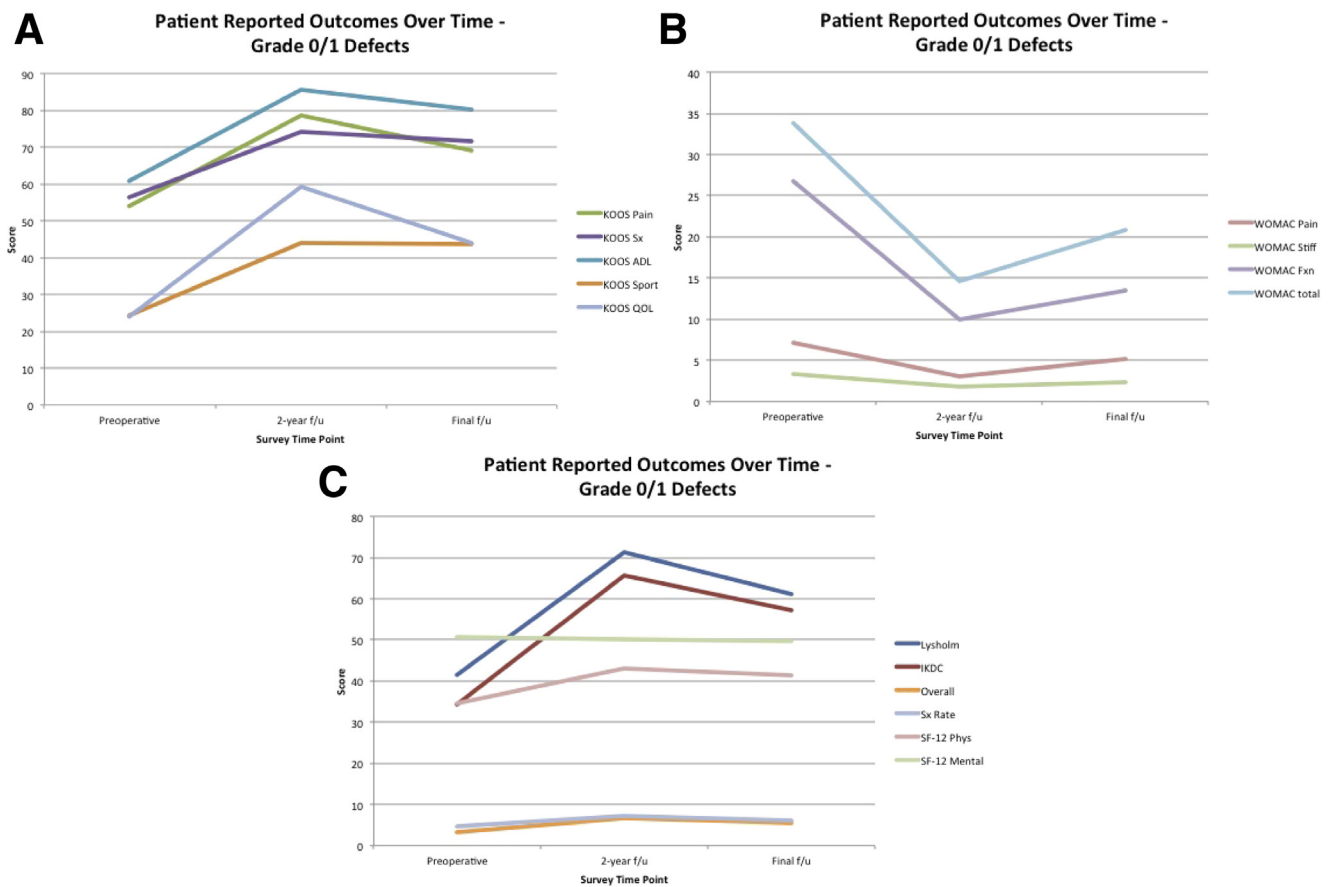 A
Patient Reported Outcomes Over Time -
Grade 0/1 Defects
90
80
70
60
50
40
30
20
10
0
Score
Preoperative
2-year f/u
Final f/u
Survey Time Point
KOOS Pain
KOOS Sx
KOOS ADL
KOOS Sport
KOOS QOL
B
Patient Reported Outcomes Over Time -
Grade 0/1 Defects
40
35
30
25
20
15
10
5
0
Score
Preoperative
2-year f/u
Final f/u
Survey Time Point
WOMAC Pain
WOMAC Stiff
WOMAC Fxn
WOMAC total
C
Patient Reported Outcomes Over Time -
Grade 0/1 Defects
80
70
60
50
40
30
20
10
0
Score
Preoperative
2-year f/u
Final f/u
Survey Time Point
Lysholm
IKDC
Overall
Sx Rate
SF-12 Phys
SF-12 Mental